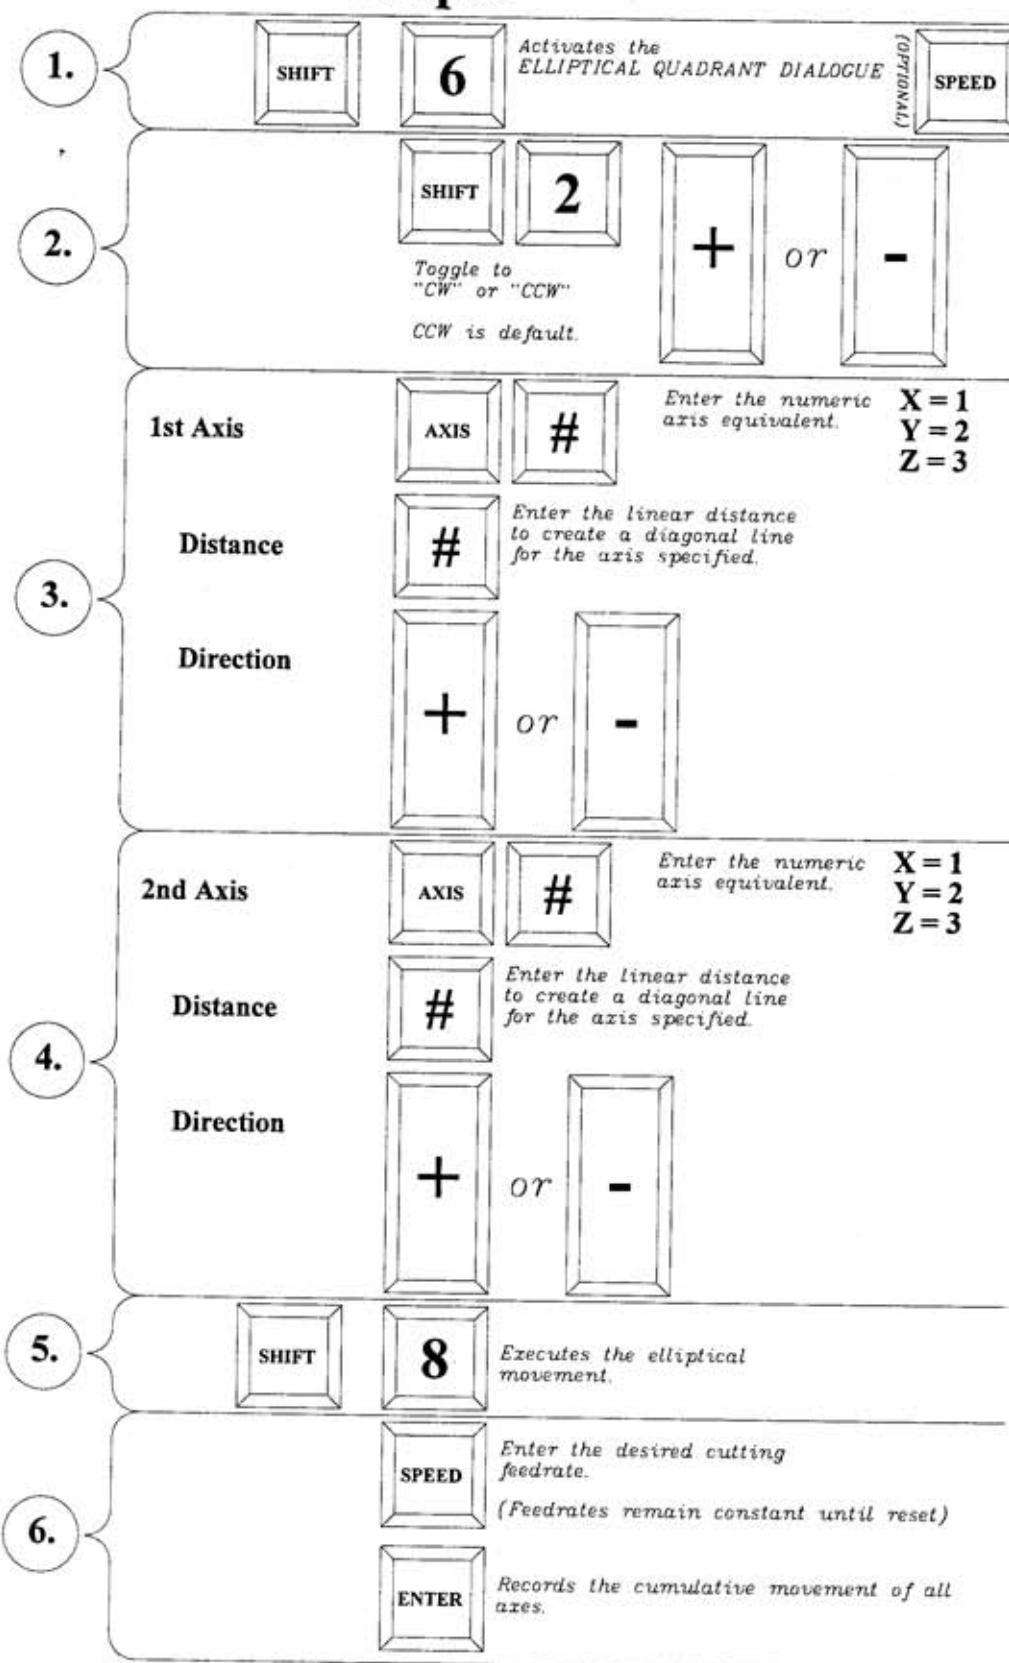 1.
SHIFT
6
Activates the
ELLIPTICAL QUADRANT DIALOGUE
(OPTIONAL)
SPEED
2.
SHIFT
2
+
or
-
Toggle to
"CW" or "CCW"
CCW is default.
3.
1st Axis
AXIS
#
Enter the numeric
axis equivalent.
X = 1
Y = 2
Z = 3
Distance
#
Enter the linear distance
to create a diagonal line
for the axis specified.
Direction
+
or
-
4.
2nd Axis
AXIS
#
Enter the numeric
axis equivalent.
X = 1
Y = 2
Z = 3
Distance
#
Enter the linear distance
to create a diagonal line
for the axis specified.
Direction
+
or
-
5.
SHIFT
8
Executes the elliptical
movement.
6.
SPEED
Enter the desired cutting
feedrate.
(Feedrates remain constant until reset)
ENTER
Records the cumulative movement of all
axes.